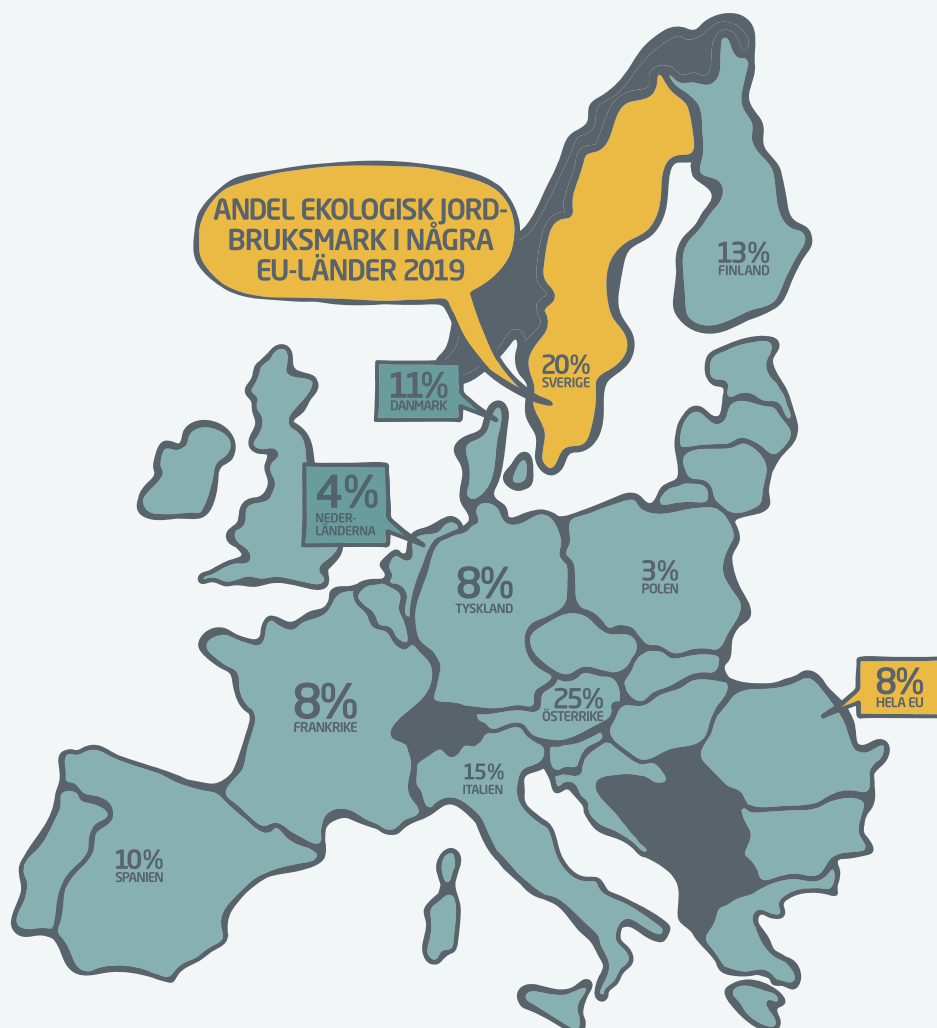 ANDEL EKOLOGISK JORD-
BRUKSMARK I NÅGRA
EU-LÄNDER 2019
13%
FINLAND
20%
SVERIGE
11%
DANMARK
4%
NEDER-
LÄNDERNA
8%
TYSKLAND
3%
POLEN
8%
HELA EU
8%
FRANKRIKE
25%
ÖSTERRIKE
15%
ITALIEN
10%
SPANIEN